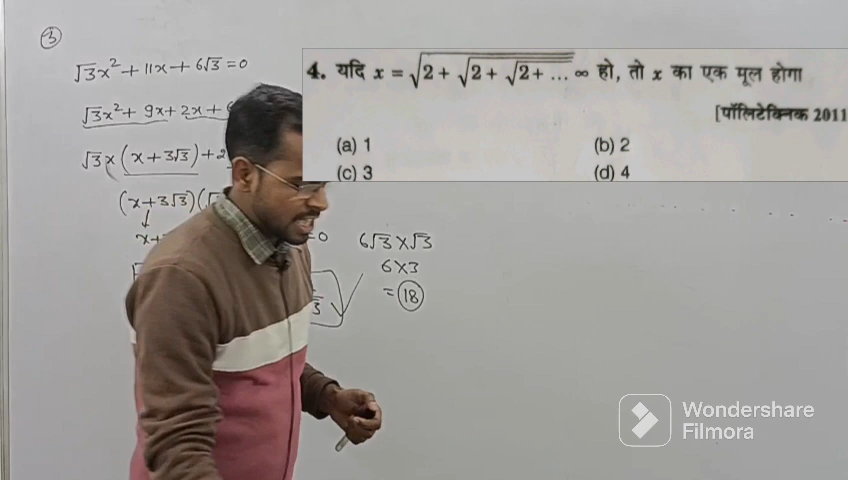 ③
√3x² + 11x + 6√3 = 0
√3x² + 9x + 2x +
√3x (x + 3√3) + 2
(x + 3√3)(√
x +
= 0
3
6√3 × √3
6 × 3
= 18
4. यदि x = √2 + √2 + √2 + ... ∞ हो, तो x का एक मूल होगा
[पॉलिटेक्निक 2011
(a) 1 (b) 2
(c) 3 (d) 4
Wondershare
Filmora